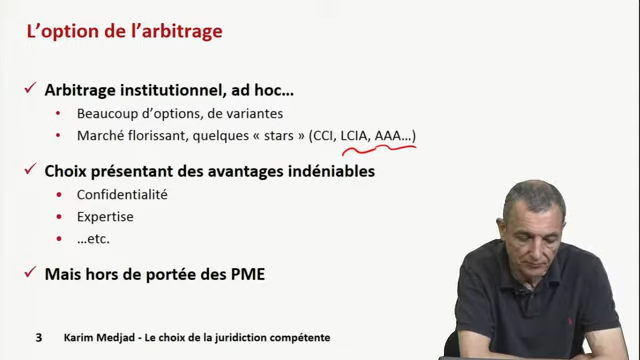 L'option de l'arbitrage
Arbitrage institutionnel, ad hoc…
Beaucoup d'options, de variantes
Marché florissant, quelques « stars » (CCI, LCIA, AAA…)
Choix présentant des avantages indéniables
Confidentialité
Expertise
…etc.
Mais hors de portée des PME
3 Karim Medjad - Le choix de la juridiction compétente